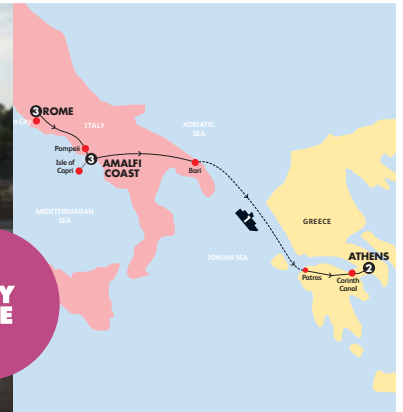 3 ROME
n City
ITALY
ADRIATIC
SEA
Pompeii
Isle of
Capri
3 AMALFI
COAST
Bari
MEDITERRANEAN
SEA
GREECE
IONIAN SEA
ATHENS
2
Patras
Corinth
Canal
Y
E